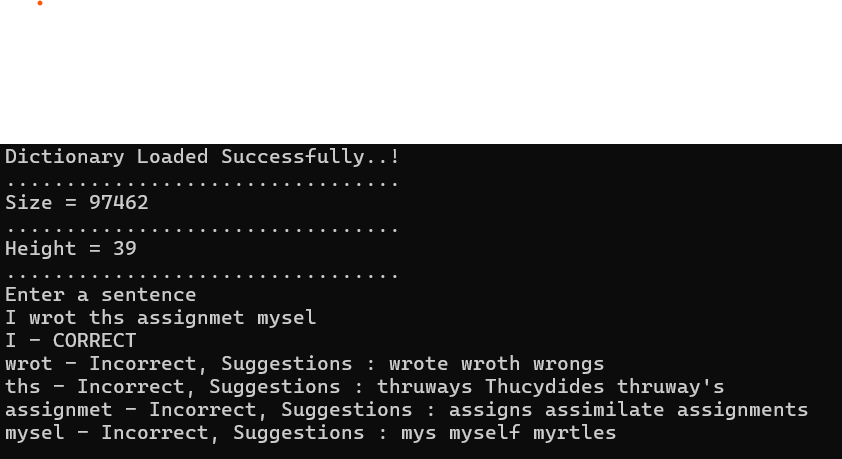 Dictionary Loaded Successfully..!
.................................
Size = 97462
.................................
Height = 39
.................................
Enter a sentence
I wrot ths assignmet mysel
I - CORRECT
wrot - Incorrect, Suggestions : wrote wroth wrongs
ths - Incorrect, Suggestions : thruways Thucydides thruway's
assignmet - Incorrect, Suggestions : assigns assimilate assignments
mysel - Incorrect, Suggestions : mys myself myrtles